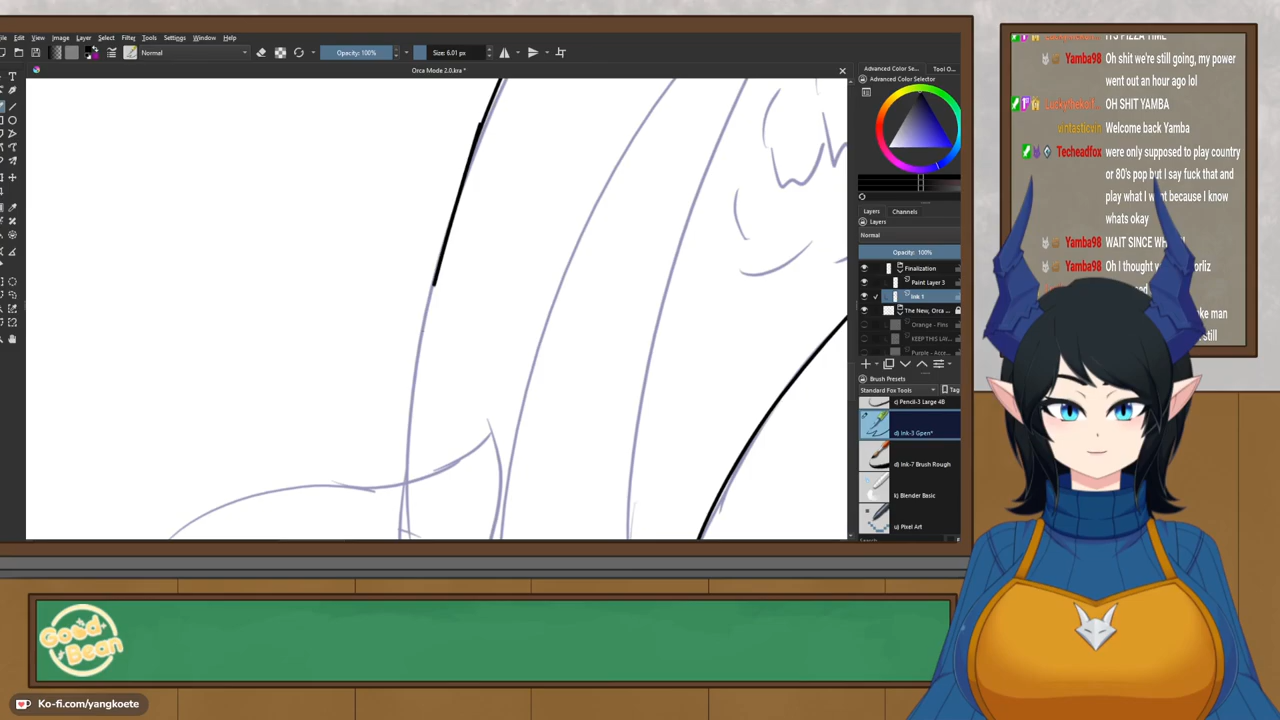 File Edit View Image Layer Select Filter Tools Settings Window Help
Normal
Opacity: 100%
Size: 6.01 px
Orca Mode 2.0.kra *
Advanced Color Se...
Tool O...
Advanced Color Selector
Layers
Channels
Layers
Normal
Opacity: 100%
Finalization
Paint Layer 3
Ink 1
The New, Orca ...
Orange - Fins
KEEP THIS LAY...
Purple - Acce...
Brush Presets
Standard Fox Tools
Tag
c) Pencil-3 Large 4B
d) Ink-3 Gpen*
d) Ink-7 Brush Rough
k) Blender Basic
u) Pixel Art
ITS PIZZA TIME
Yamba98 Oh shit we're still going, my power
went out an hour ago lol
OH SHIT YAMBA
vintasticvin Welcome back Yamba
Techeadfox were only supposed to play country
or 80's pop but I say fuck that and
play what I want because I know
whats okay
Yamba98 WAIT SINCE
Yamba98 Oh I thought
still
Good
Bean
Ko-fi.com/yangkoete